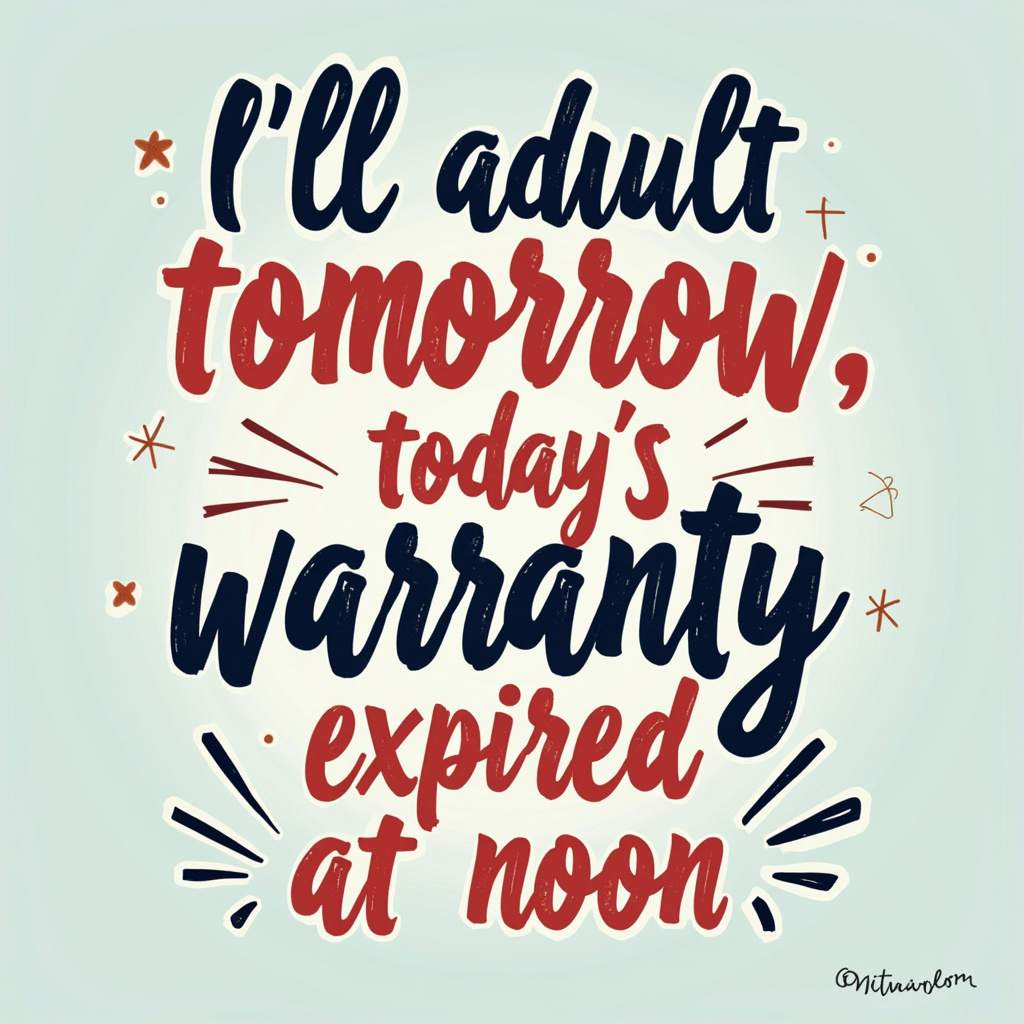 I'll adult
tomorrow,
today's
warranty
expired
at noon